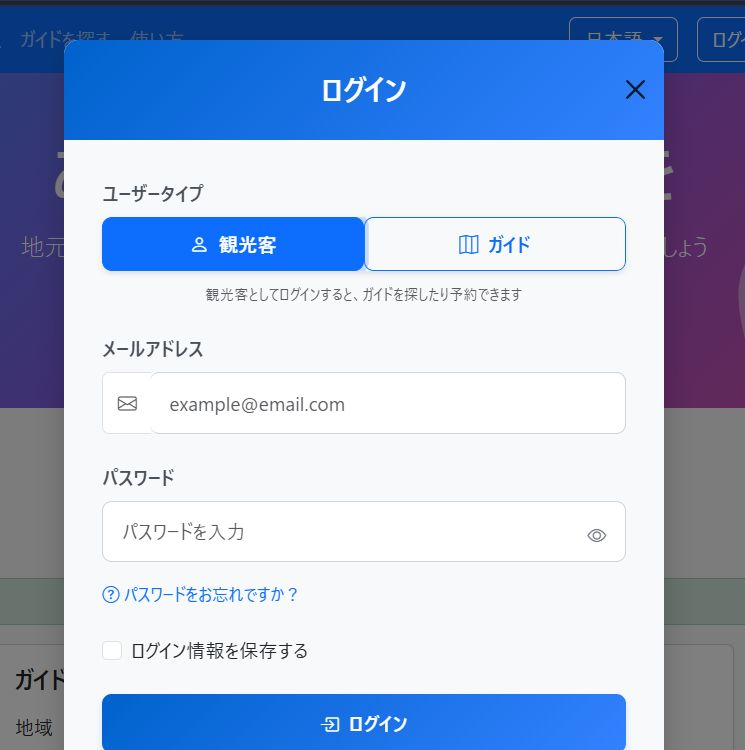 ガイドを探す 使い方
日本語
ログイン
ユーザータイプ
観光客
ガイド
観光客としてログインすると、ガイドを探したり予約できます
メールアドレス
example@email.com
パスワード
パスワードを入力
パスワードをお忘れですか？
ログイン情報を保存する
ログイン
地元
しょう
ガイド
地域